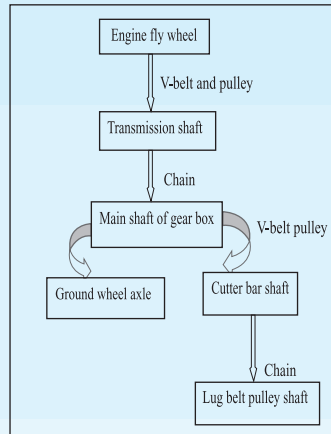 Engine fly wheel
V-belt and pulley
Transmission shaft
Chain
Main shaft of gear box
V-belt pulley
Ground wheel axle
Cutter bar shaft
Chain
Lug belt pulley shaft